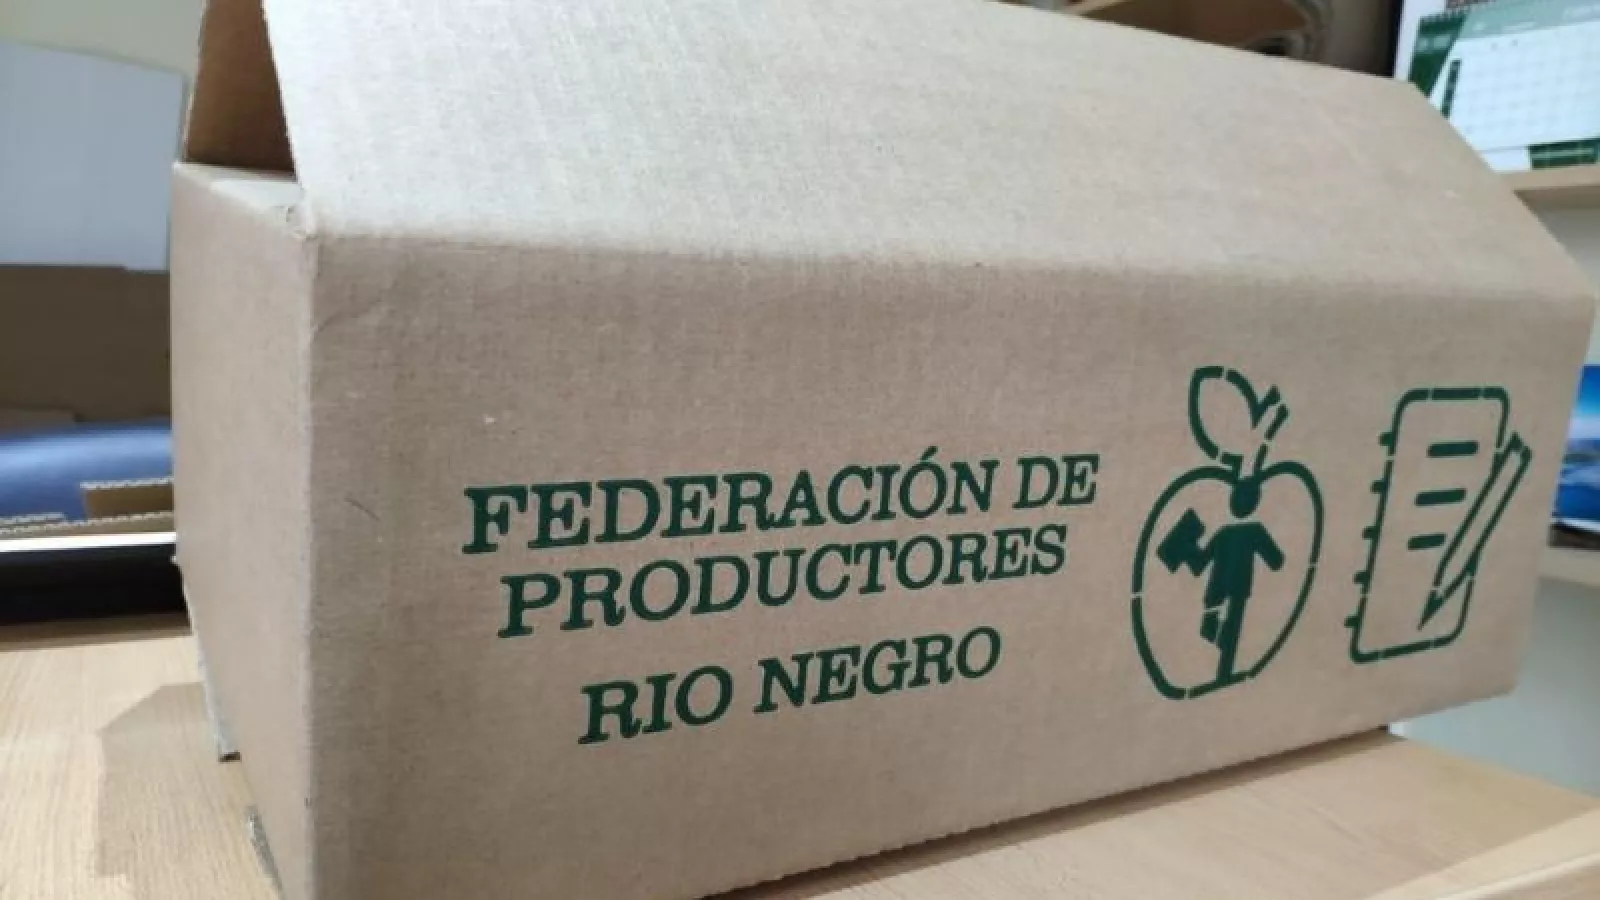 FEDERACIÓN DE
PRODUCTORES
RIO NEGRO